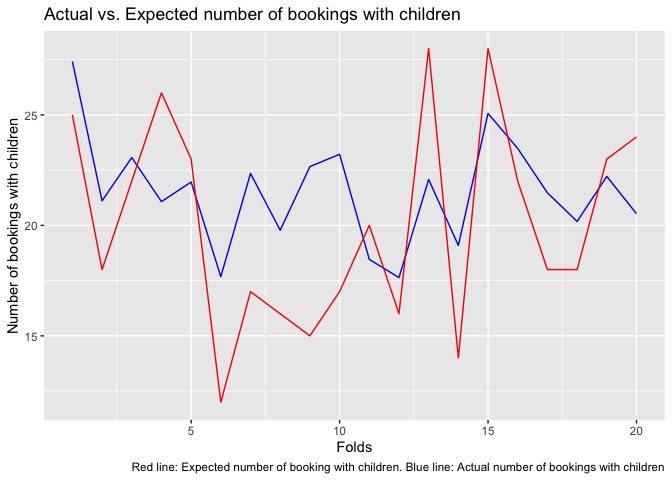 Actual vs. Expected number of bookings with children
Number of bookings with children
25
20
15
5
10
15
20
Folds
Red line: Expected number of booking with children. Blue line: Actual number of bookings with children